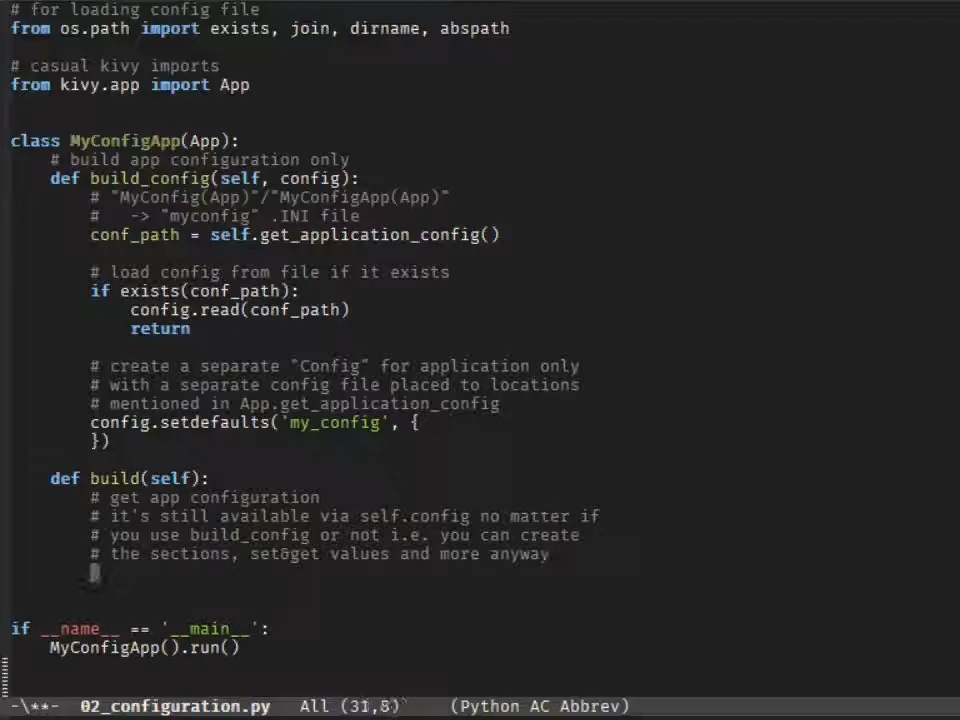 # for loading config file
from os.path import exists, join, dirname, abspath
# casual kivy imports
from kivy.app import App
class MyConfigApp(App):
# build app configuration only
def build_config(self, config):
# "MyConfig(App)"/"MyConfigApp(App)"
#   -> "myconfig" .INI file
conf_path = self.get_application_config()
# load config from file if it exists
if exists(conf_path):
config.read(conf_path)
return
# create a separate "Config" for application only
# with a separate config file placed to locations
# mentioned in App.get_application_config
config.setdefaults('my_config', {
})
def build(self):
# get app configuration
# it's still available via self.config no matter if
# you use build_config or not i.e. you can create
# the sections, set&get values and more anyway
if __name__ == '__main__':
MyConfigApp().run()
-\**-  02_configuration.py   All (31,8)    (Python AC Abbrev)